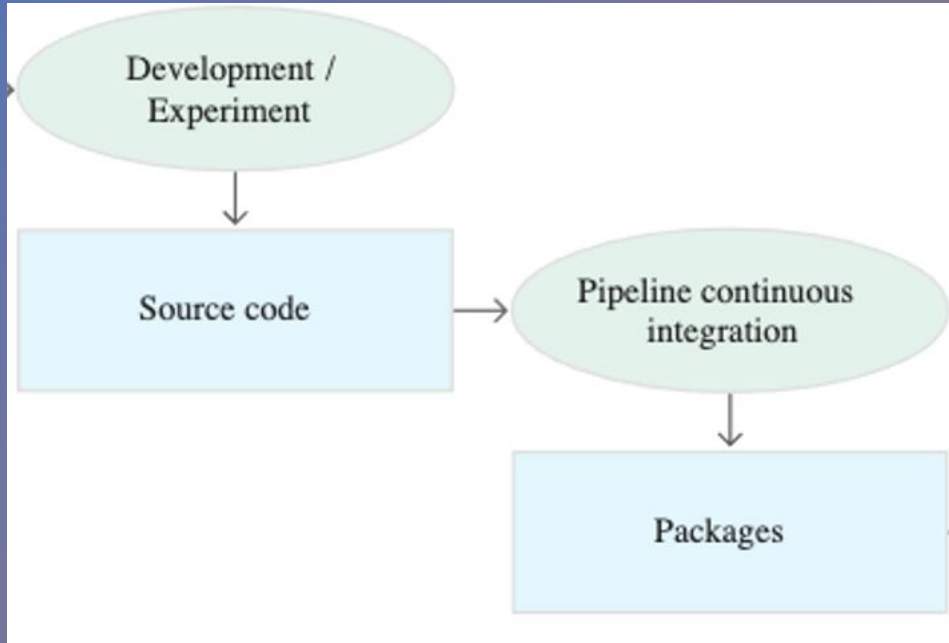 Development /
Experiment
Source code
Pipeline continuous
integration
Packages